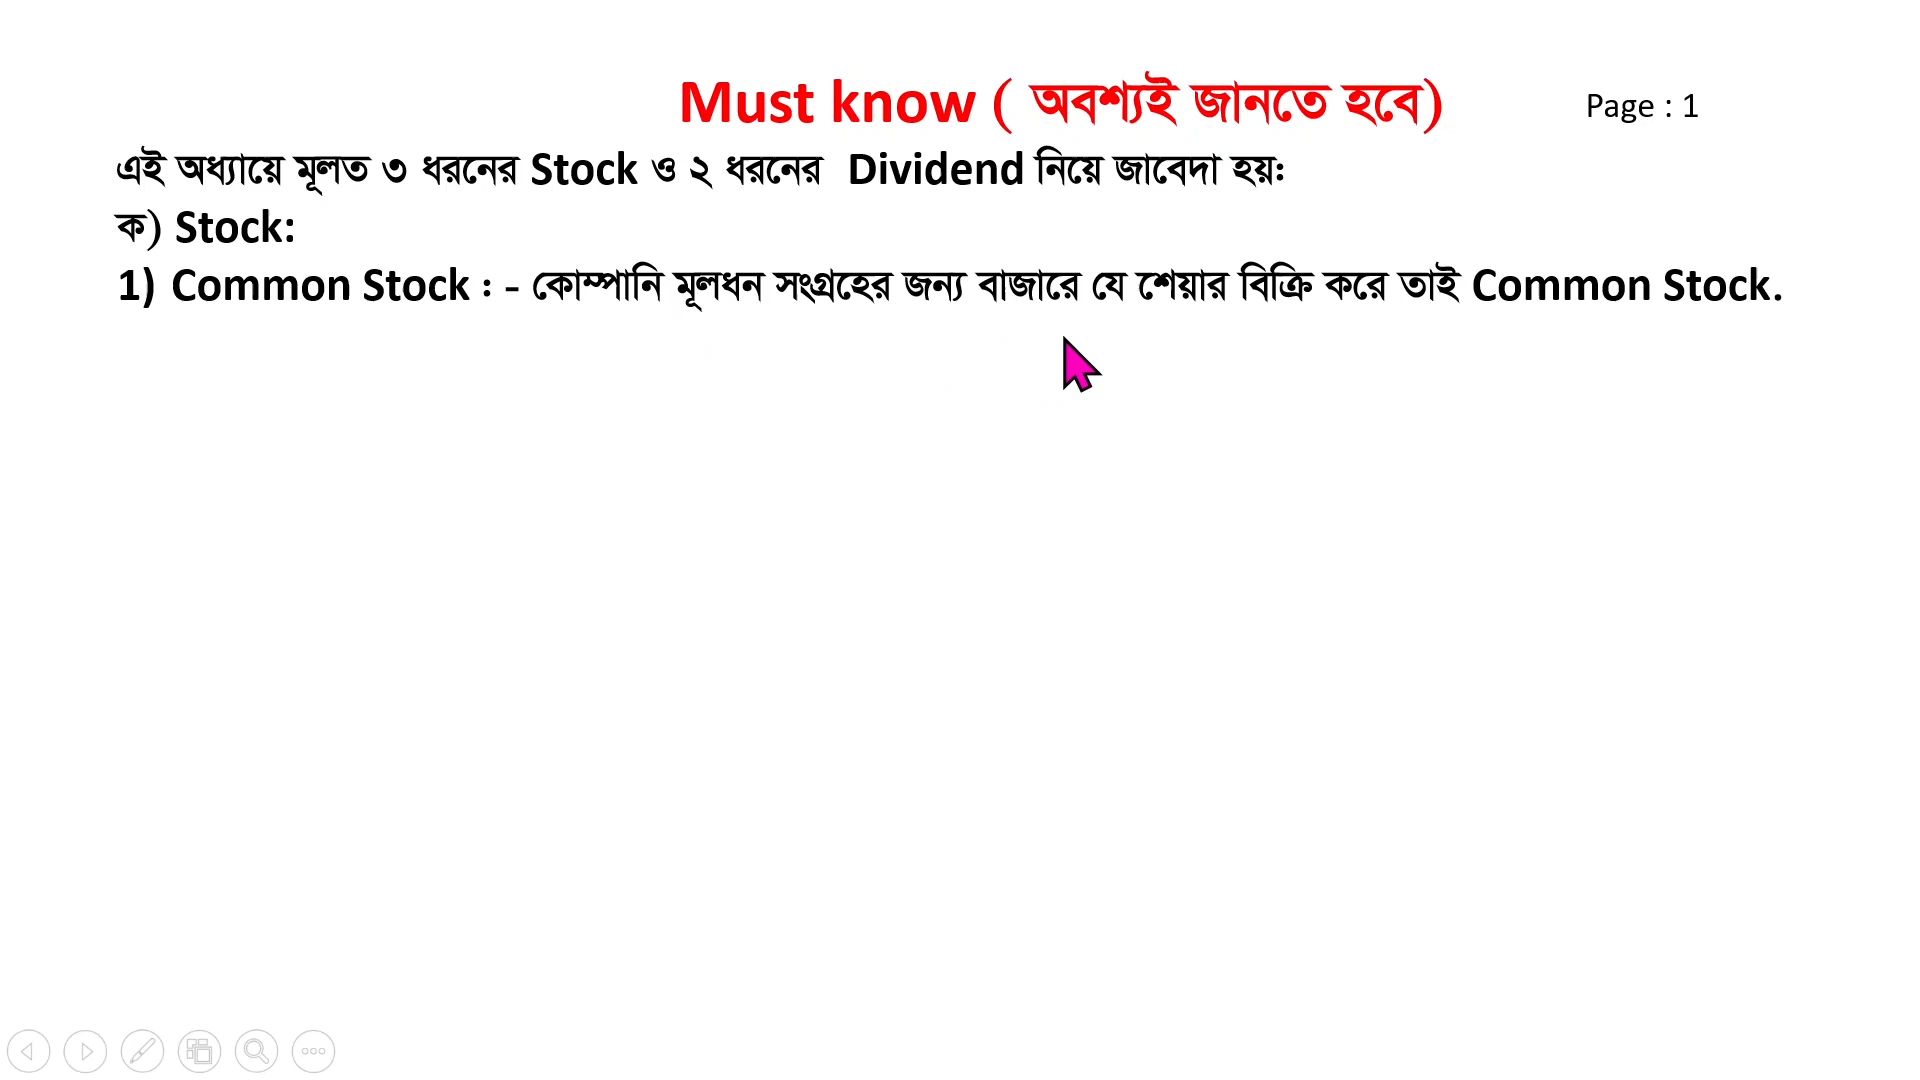 Must know ( অবশ্যই জানতে হবে)
Page : 1
এই অধ্যায়ে মূলত ৩ ধরনের Stock ও ২ ধরনের Dividend নিয়ে জাবেদা হয়ঃ
ক) Stock:
1) Common Stock ঃ - কোম্পানি মূলধন সংগ্রহের জন্য বাজারে যে শেয়ার বিক্রি করে তাই Common Stock.